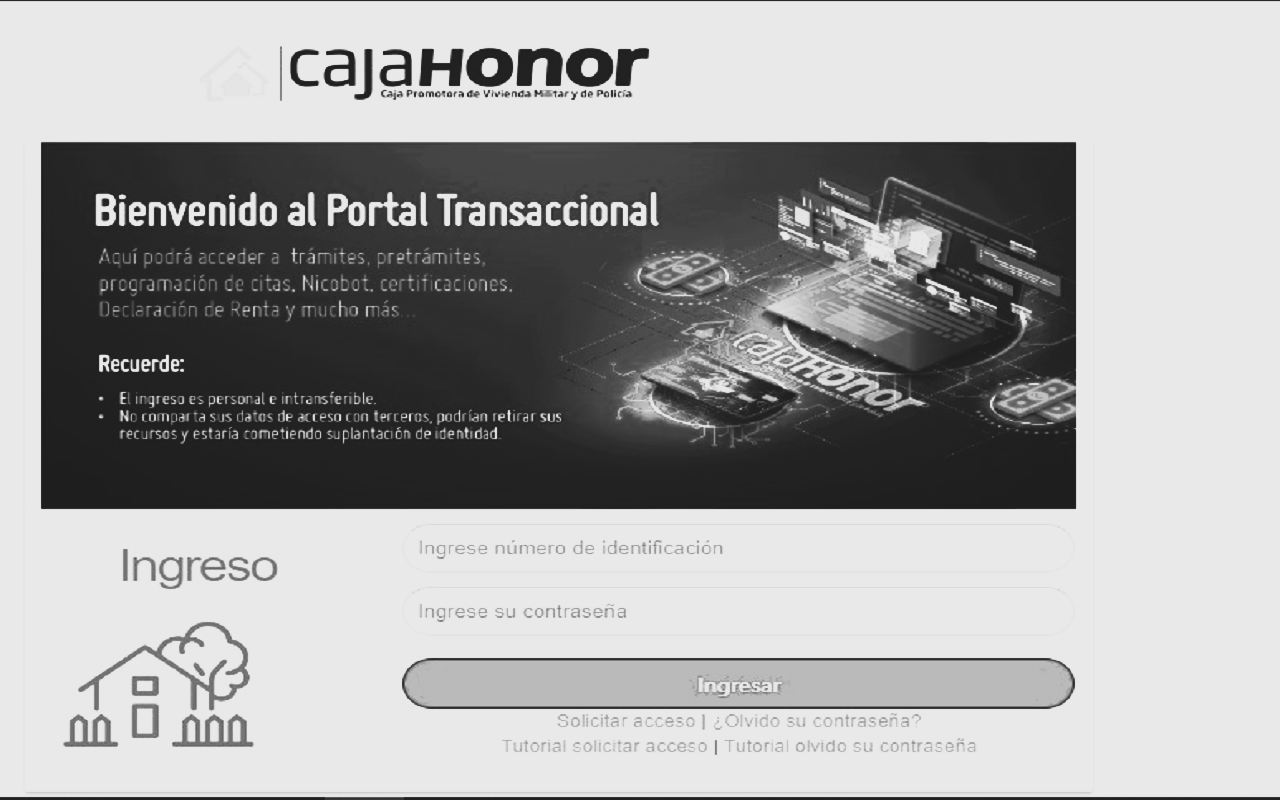 cajaHonor
Caja Promotora de Vivienda Militar y de Policía
Bienvenido al Portal Transaccional
Aquí podrá acceder a trámites, pretrámites,
programación de citas, Nicobot, certificaciones,
Declaración de Renta y mucho más...
cajaHonor
Recuerde:
• El ingreso es personal e intransferible.
• No comparta sus datos de acceso con terceros, podrían retirar sus
recursos y estaría cometiendo suplantación de identidad.
Ingreso
Ingrese número de identificación
Ingrese su contraseña
Ingresar
Solicitar acceso | ¿Olvido su contraseña?
Tutorial solicitar acceso | Tutorial olvido su contraseña